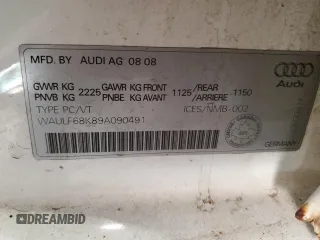 MFD. BY AUDI AG 08 08
GVWR KG 2225 GAWR KG FRONT 1125 /REAR 1150
PNVB KG PNBE KG AVANT /ARRIERE
TYPE PC/VT ICES/NMB-002
WAULF68K89A090491
Audi
GERMANY
DREAMBID